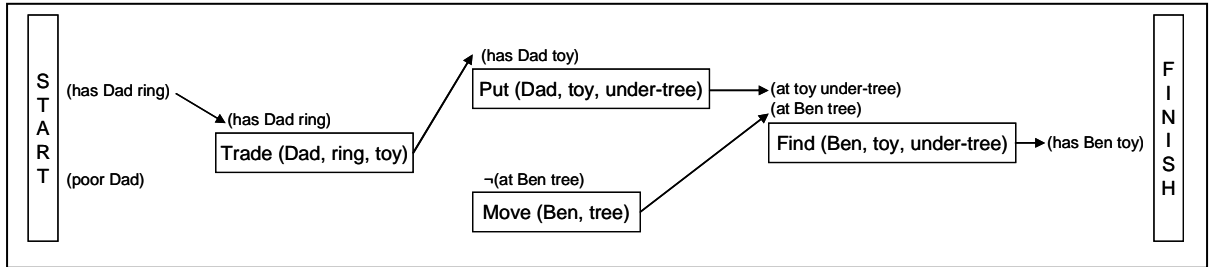 START
(has Dad ring)
(poor Dad)
(has Dad ring)
Trade (Dad, ring, toy)
(has Dad toy)
Put (Dad, toy, under-tree)
¬(at Ben tree)
Move (Ben, tree)
(at toy under-tree)
(at Ben tree)
Find (Ben, toy, under-tree)
(has Ben toy)
FINISH